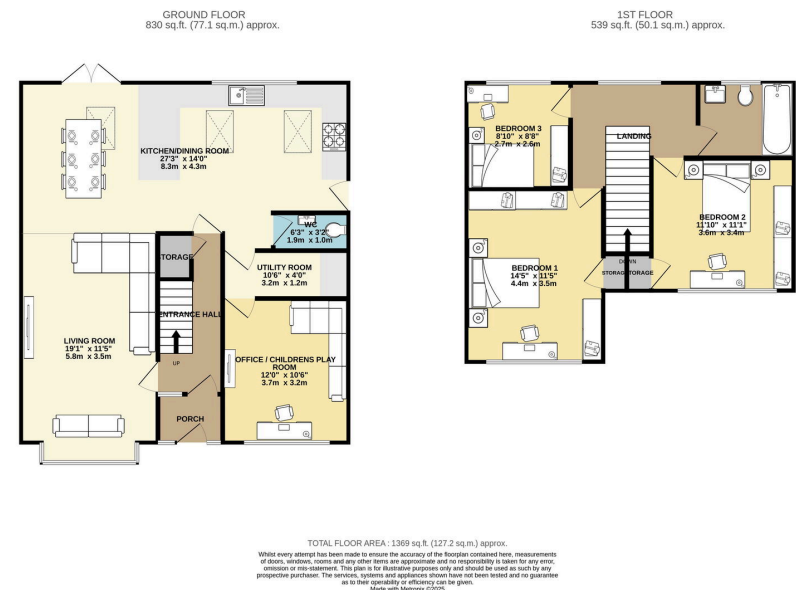 GROUND FLOOR
830 sq.ft. (77.1 sq.m.) approx.
1ST FLOOR
539 sq.ft. (50.1 sq.m.) approx.
KITCHEN/DINING ROOM
27'3" x 14'0"
8.3m x 4.3m
WC
6'3" x 3'2"
1.9m x 1.0m
STORAGE
UTILITY ROOM
10'6" x 4'0"
3.2m x 1.2m
ENTRANCE HALL
LIVING ROOM
19'1" x 11'5"
5.8m x 3.5m
UP
OFFICE / CHILDRENS PLAY
ROOM
12'0" x 10'6"
3.7m x 3.2m
PORCH
BEDROOM 3
8'10" x 8'8"
2.7m x 2.6m
LANDING
BEDROOM 2
11'10" x 11'1"
3.6m x 3.4m
BEDROOM 1
14'5" x 11'5"
4.4m x 3.5m
DOWN
STORAGE
STORAGE
TOTAL FLOOR AREA : 1369 sq.ft. (127.2 sq.m.) approx.
Whilst every attempt has been made to ensure the accuracy of the floorplan contained here, measurements
of doors, windows, rooms and any other items are approximate and no responsibility is taken for any error,
omission or mis-statement. This plan is for illustrative purposes only and should be used as such by any
prospective purchaser. The services, systems and appliances shown have not been tested and no guarantee
as to their operability or efficiency can be given.
Made with Metropix ©2025